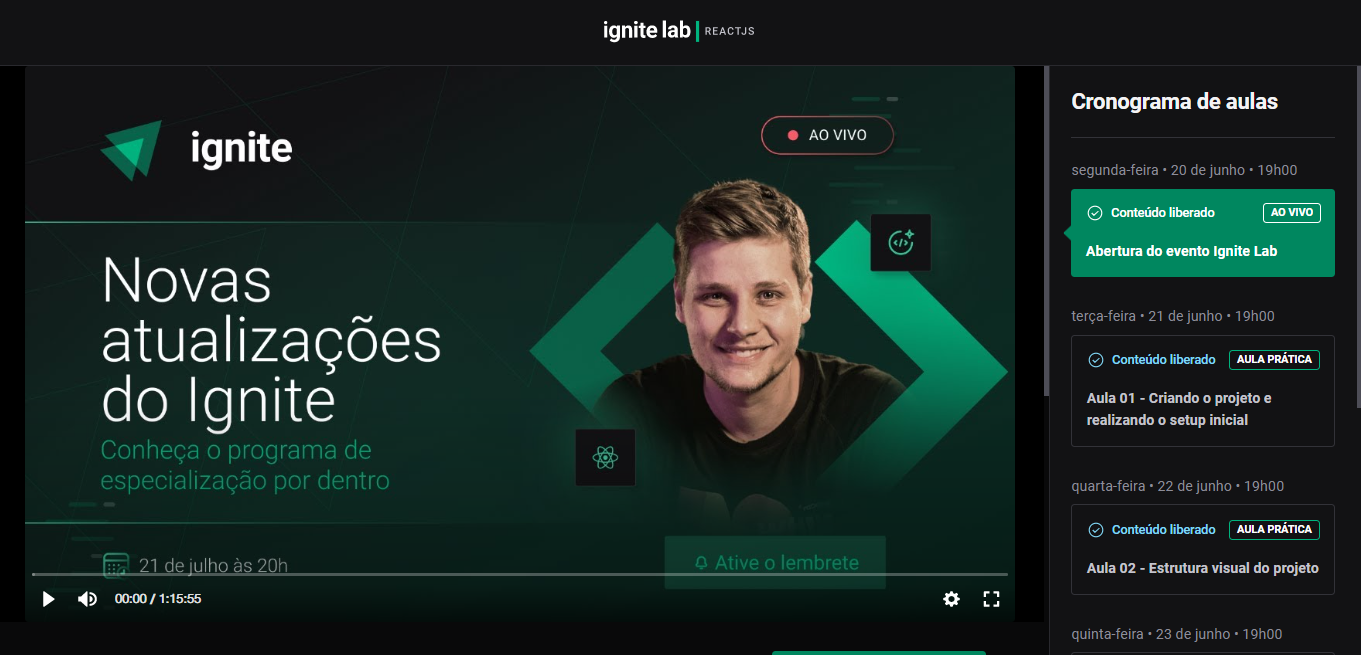 ignite lab REACTJS
ignite
AO VIVO
Novas
atualizações
do Ignite
Conheça o programa de
especialização por dentro
21 de julho às 20h
Ative o lembrete
00:00 / 1:15:55
Cronograma de aulas
segunda-feira • 20 de junho • 19h00
Conteúdo liberado AO VIVO
Abertura do evento Ignite Lab
terça-feira • 21 de junho • 19h00
Conteúdo liberado AULA PRÁTICA
Aula 01 - Criando o projeto e
realizando o setup inicial
quarta-feira • 22 de junho • 19h00
Conteúdo liberado AULA PRÁTICA
Aula 02 - Estrutura visual do projeto
quinta-feira • 23 de junho • 19h00